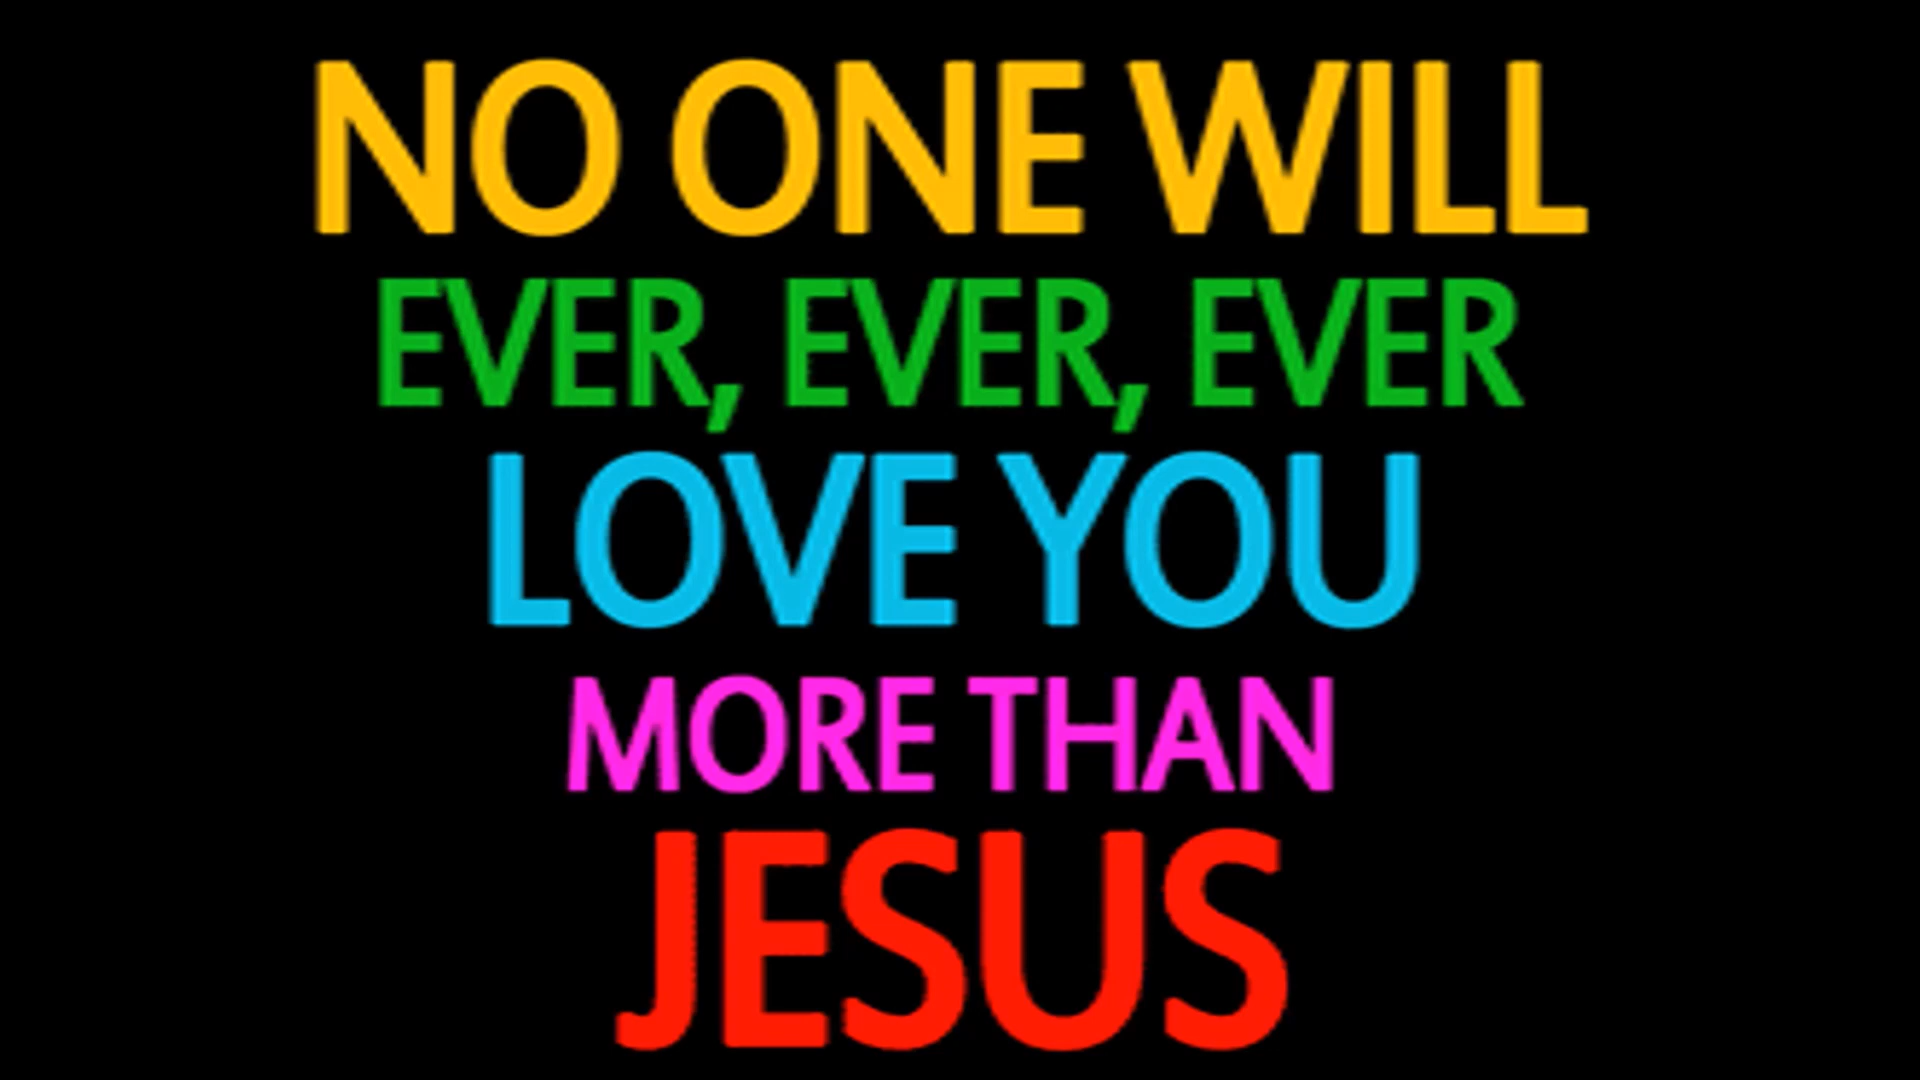 NO ONE WILL
EVER, EVER, EVER
LOVE YOU
MORE THAN
JESUS